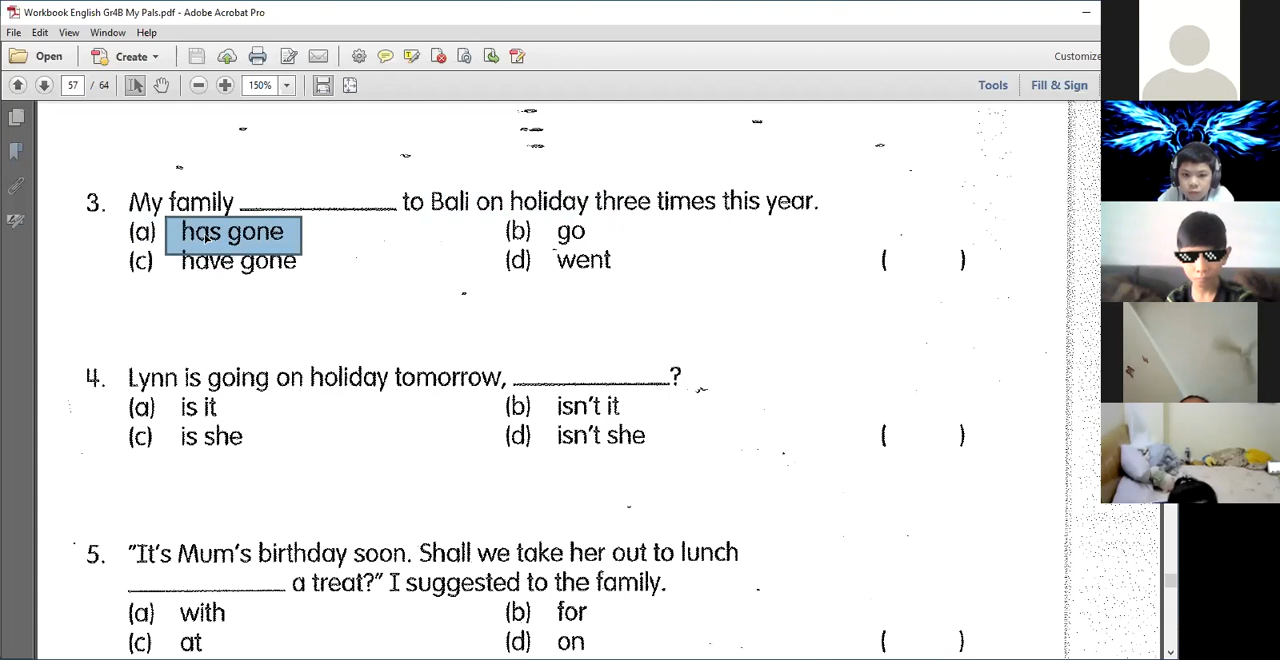 Workbook English Gr4B My Pals.pdf - Adobe Acrobat Pro
File Edit View Window Help
Open Create Customize
57 / 64 150% Tools Fill & Sign
3. My family ____________ to Bali on holiday three times this year.
(a) has gone (b) go
(c) have gone (d) went ( )
4. Lynn is going on holiday tomorrow, ____________?
(a) is it (b) isn't it
(c) is she (d) isn't she ( )
5. "It's Mum's birthday soon. Shall we take her out to lunch
____________ a treat?" I suggested to the family.
(a) with (b) for
(c) at (d) on ( )